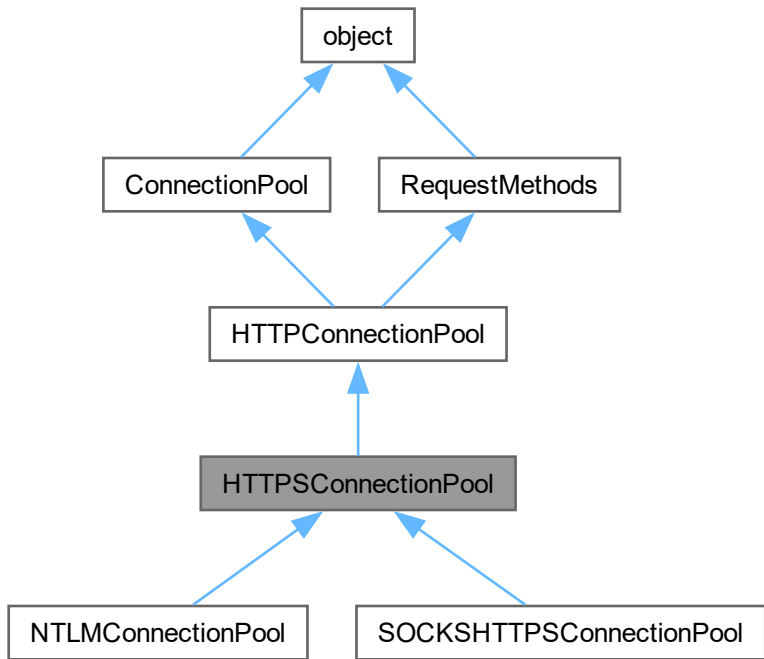 object
ConnectionPool
RequestMethods
HTTPConnectionPool
HTTPSConnectionPool
NTLMConnectionPool
SOCKSHTTPSConnectionPool